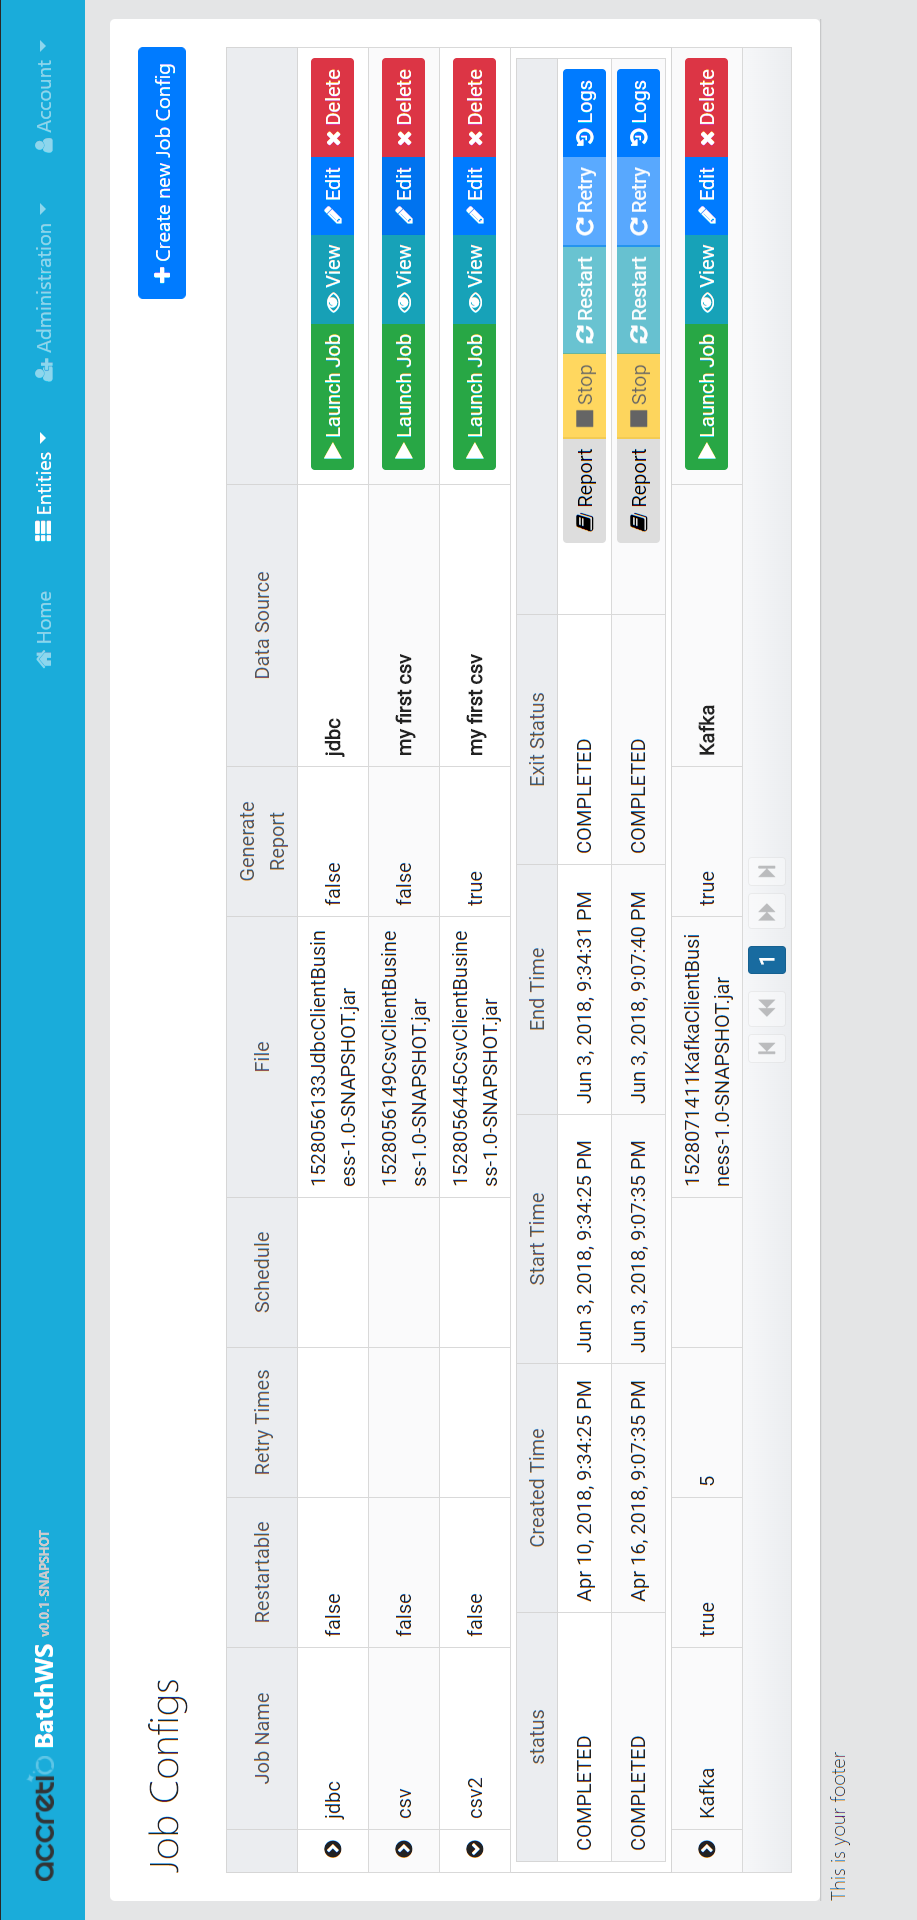 accretio BatchWS v0.0.1-SNAPSHOT Home Entities Administration Account
Job Configs
Create new Job Config
Job Name Restartable Retry Times Schedule File Generate Report Data Source
jdbc false 1528056133JdbcClientBusin false jdbc Launch Job View Edit Delete
ess-1.0-SNAPSHOT.jar
csv false 1528056149CsvClientBusine false my first csv Launch Job View Edit Delete
ss-1.0-SNAPSHOT.jar
csv2 false 1528056445CsvClientBusine true my first csv Launch Job View Edit Delete
ss-1.0-SNAPSHOT.jar
status Created Time Start Time End Time Exit Status
COMPLETED Apr 10, 2018, 9:34:25 PM Jun 3, 2018, 9:34:25 PM Jun 3, 2018, 9:34:31 PM COMPLETED Report Stop Restart Retry Logs
COMPLETED Apr 16, 2018, 9:07:35 PM Jun 3, 2018, 9:07:35 PM Jun 3, 2018, 9:07:40 PM COMPLETED Report Stop Restart Retry Logs
Kafka true 5 1528071411KafkaClientBusi true Kafka Launch Job View Edit Delete
ness-1.0-SNAPSHOT.jar
1
This is your footer